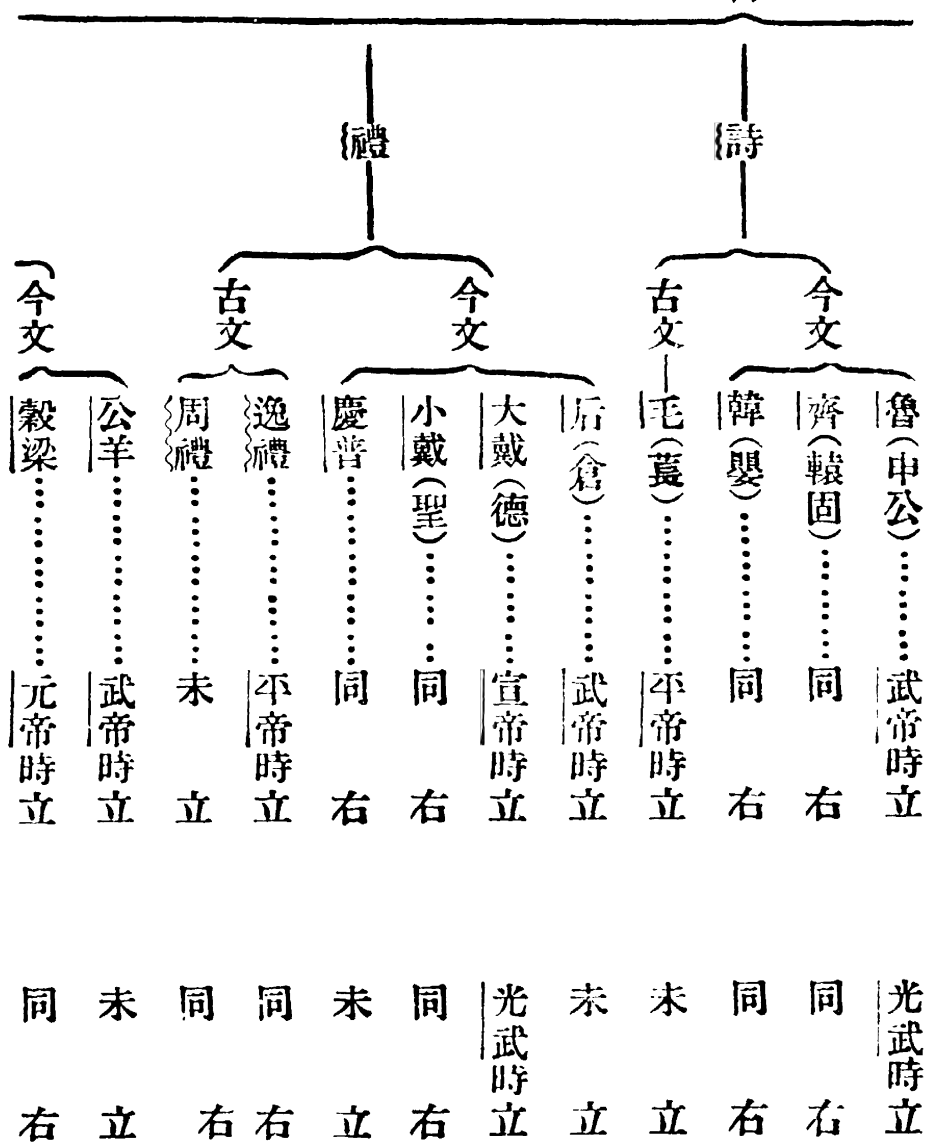 詩
今文
魯（申公）………………武帝時立 光武時立
齊（轅固）………………同右 同右
韓（嬰）………………同右 同右
古文
毛（萇）………………平帝時立 未立
禮
今文
后（倉）………………武帝時立 未立
大戴（德）………………宣帝時立 光武時立
小戴（聖）………………同右 同右
慶普………………同右 未立
古文
逸禮………………平帝時立 同右
周禮………………未立 同右
今文
公羊………………武帝時立 未立
穀梁………………元帝時立 同右